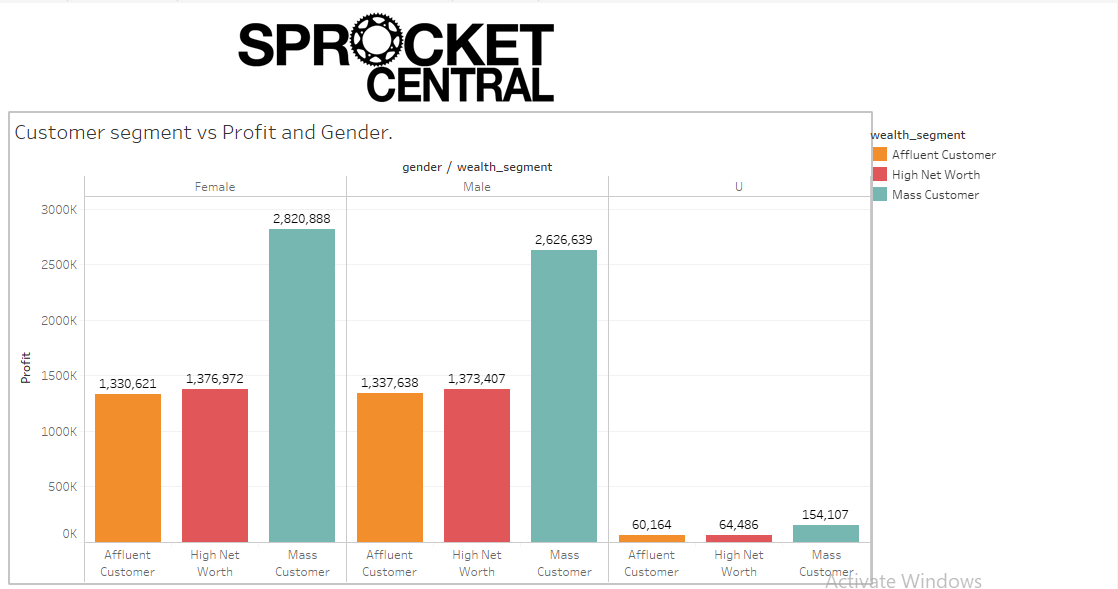 SPROCKET
CENTRAL
Customer segment vs Profit and Gender.
gender / wealth_segment
Female Male U
3000K
2500K
2000K
1500K
1000K
500K
0K
Profit
1,330,621
1,376,972
2,820,888
1,337,638
1,373,407
2,626,639
60,164
64,486
154,107
Affluent
Customer
High Net
Worth
Mass
Customer
Affluent
Customer
High Net
Worth
Mass
Customer
Affluent
Customer
High Net
Worth
Mass
Customer
wealth_segment
Affluent Customer
High Net Worth
Mass Customer
Activate Windows